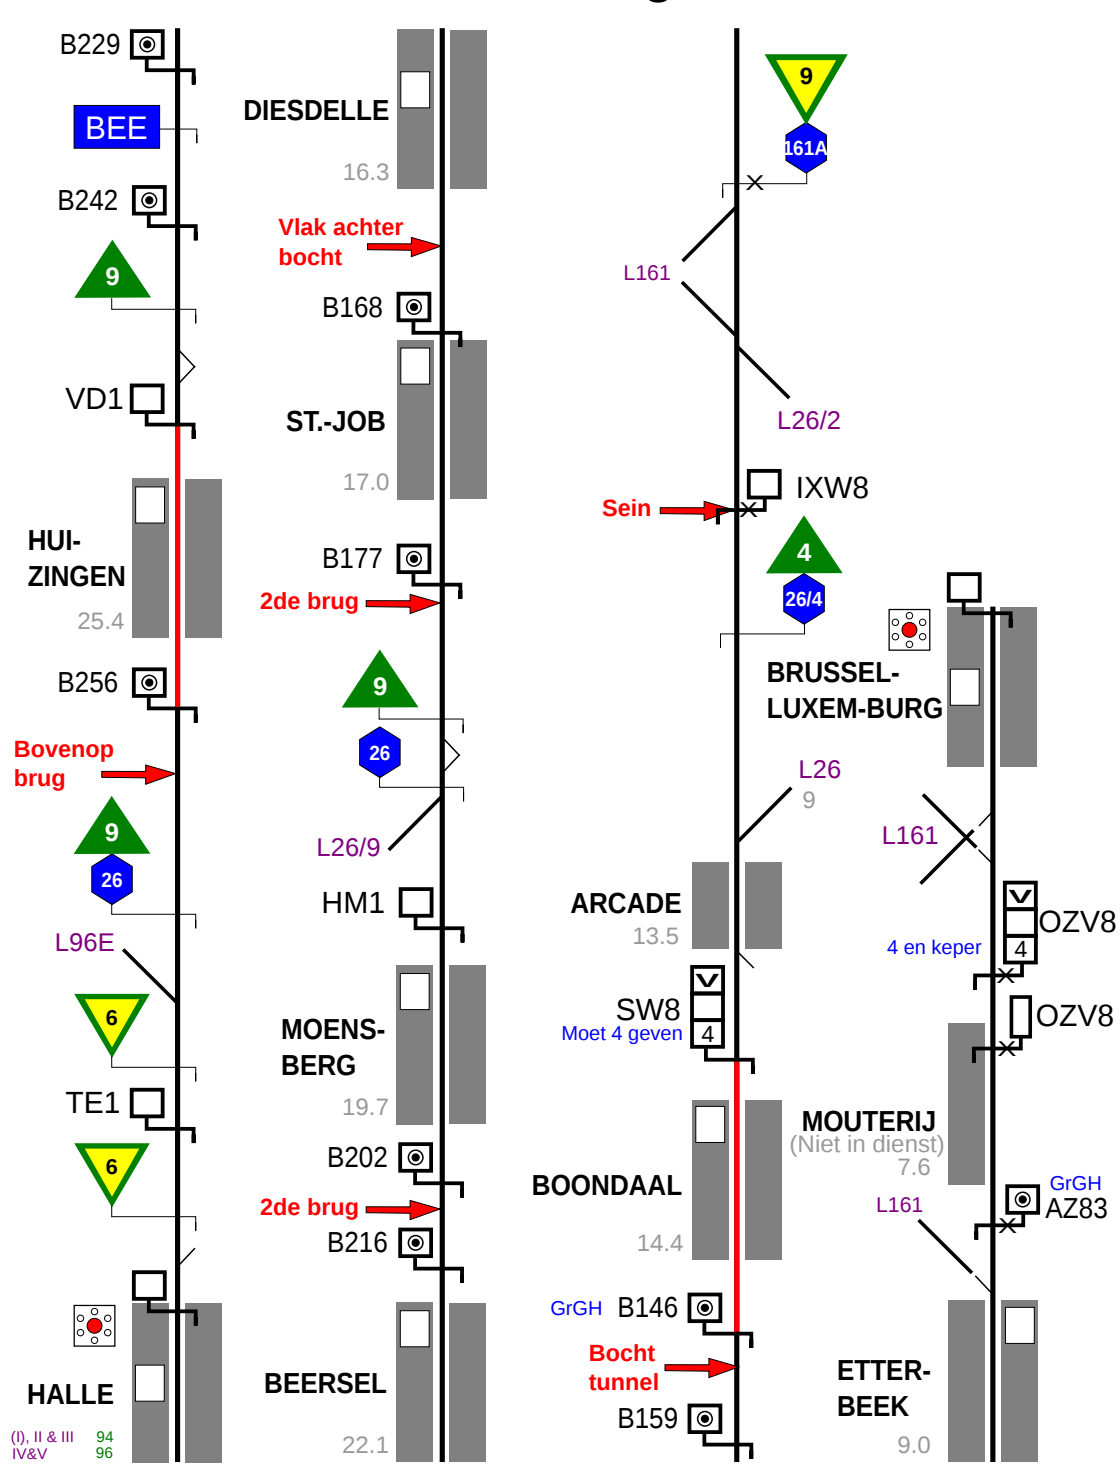 g
B229
BEE
B242
9
VD1
HUI-
ZINGEN
25.4
B256
Bovenop
brug
9
26
L96E
6
TE1
6
HALLE
(I), II & III 94
IV&V 96
DIESDELLE
16.3
Vlak achter
bocht
B168
ST.-JOB
17.0
B177
2de brug
9
26
L26/9
HM1
MOENS-
BERG
19.7
B202
2de brug
B216
BEERSEL
22.1
9
161A
L161
L26/2
IXW8
Sein
4
26/4
L26
9
ARCADE
13.5
V
SW8
Moet 4 geven 4
BOONDAAL
14.4
GrGH B146
Bocht
tunnel
B159
BRUSSEL-
LUXEM-BURG
L161
V
OZV8
4 en keper 4
OZV8
MOUTERIJ
(Niet in dienst)
7.6
GrGH
AZ83
L161
ETTER-
BEEK
9.0